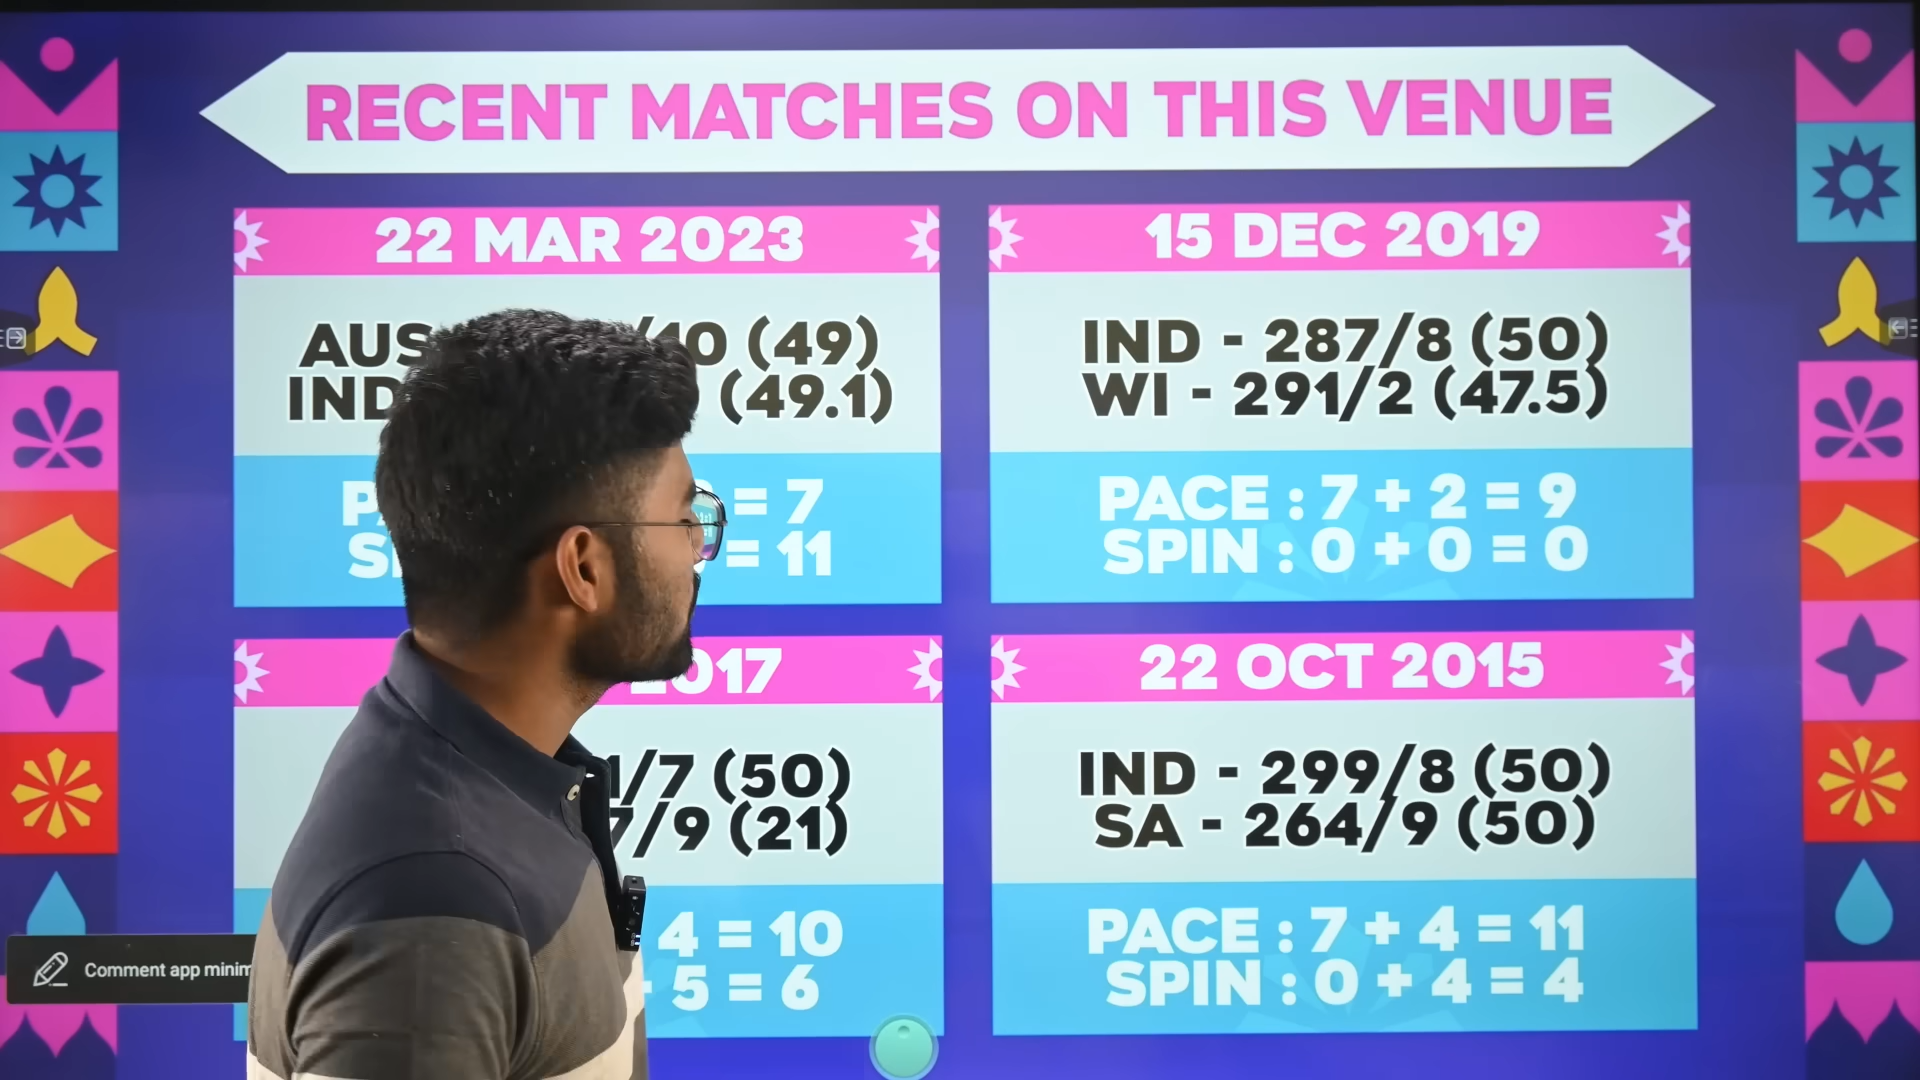 RECENT MATCHES ON THIS VENUE
22 MAR 2023
AUS /10 (49)
IND (49.1)
= 7
= 11
15 DEC 2019
IND - 287/8 (50)
WI - 291/2 (47.5)
PACE : 7 + 2 = 9
SPIN : 0 + 0 = 0
2017
/7 (50)
/9 (21)
4 = 10
+ 5 = 6
22 OCT 2015
IND - 299/8 (50)
SA - 264/9 (50)
PACE : 7 + 4 = 11
SPIN : 0 + 4 = 4
Comment app minim